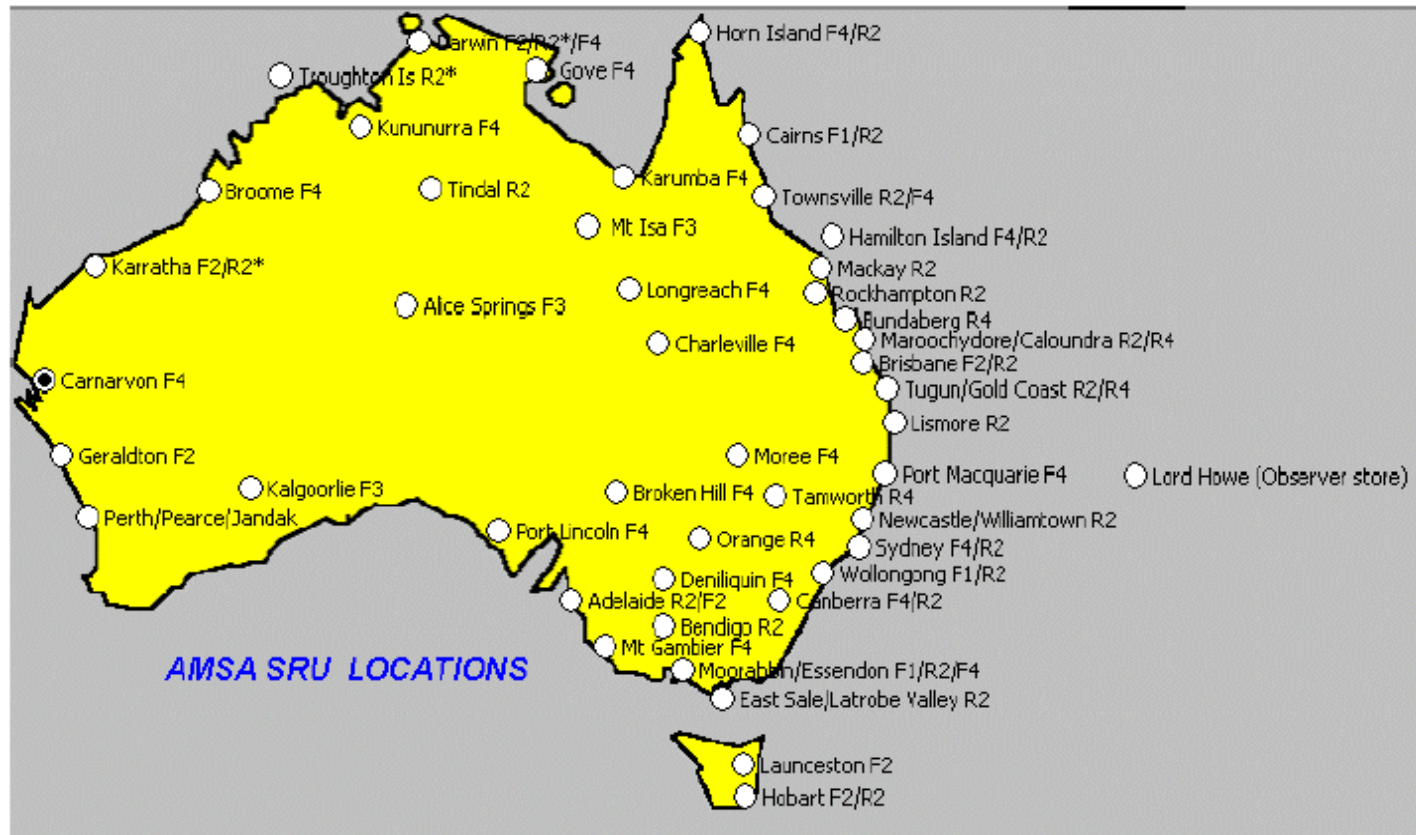 Horn Island F4/R2
Darwin F2/R2*/F4
Gove F4
Troughton Is R2*
Kununurra F4
Cairns F1/R2
Karumba F4
Broome F4
Tindal R2
Townsville R2/F4
Mt Isa F3
Hamilton Island F4/R2
Karratha F2/R2*
Mackay R2
Longreach F4
Rockhampton R2
Alice Springs F3
Bundaberg R4
Maroochydore/Caloundra R2/R4
Charleville F4
Brisbane F2/R2
Carnarvon F4
Tugun/Gold Coast R2/R4
Lismore R2
Geraldton F2
Moree F4
Port Macquarie F4
Lord Howe (Observer store)
Kalgoorlie F3
Broken Hill F4
Tamworth R4
Perth/Pearce/Jandak
Newcastle/Williamtown R2
Port Lincoln F4
Orange R4
Sydney F4/R2
Wollongong F1/R2
Deniliquin F4
Adelaide R2/F2
Canberra F4/R2
Bendigo R2
Mt Gambier F4
AMSA SRU LOCATIONS
Moorabbin/Essendon F1/R2/F4
East Sale/Latrobe Valley R2
Launceston F2
Hobart F2/R2